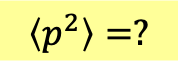 ⟨p²⟩ =?